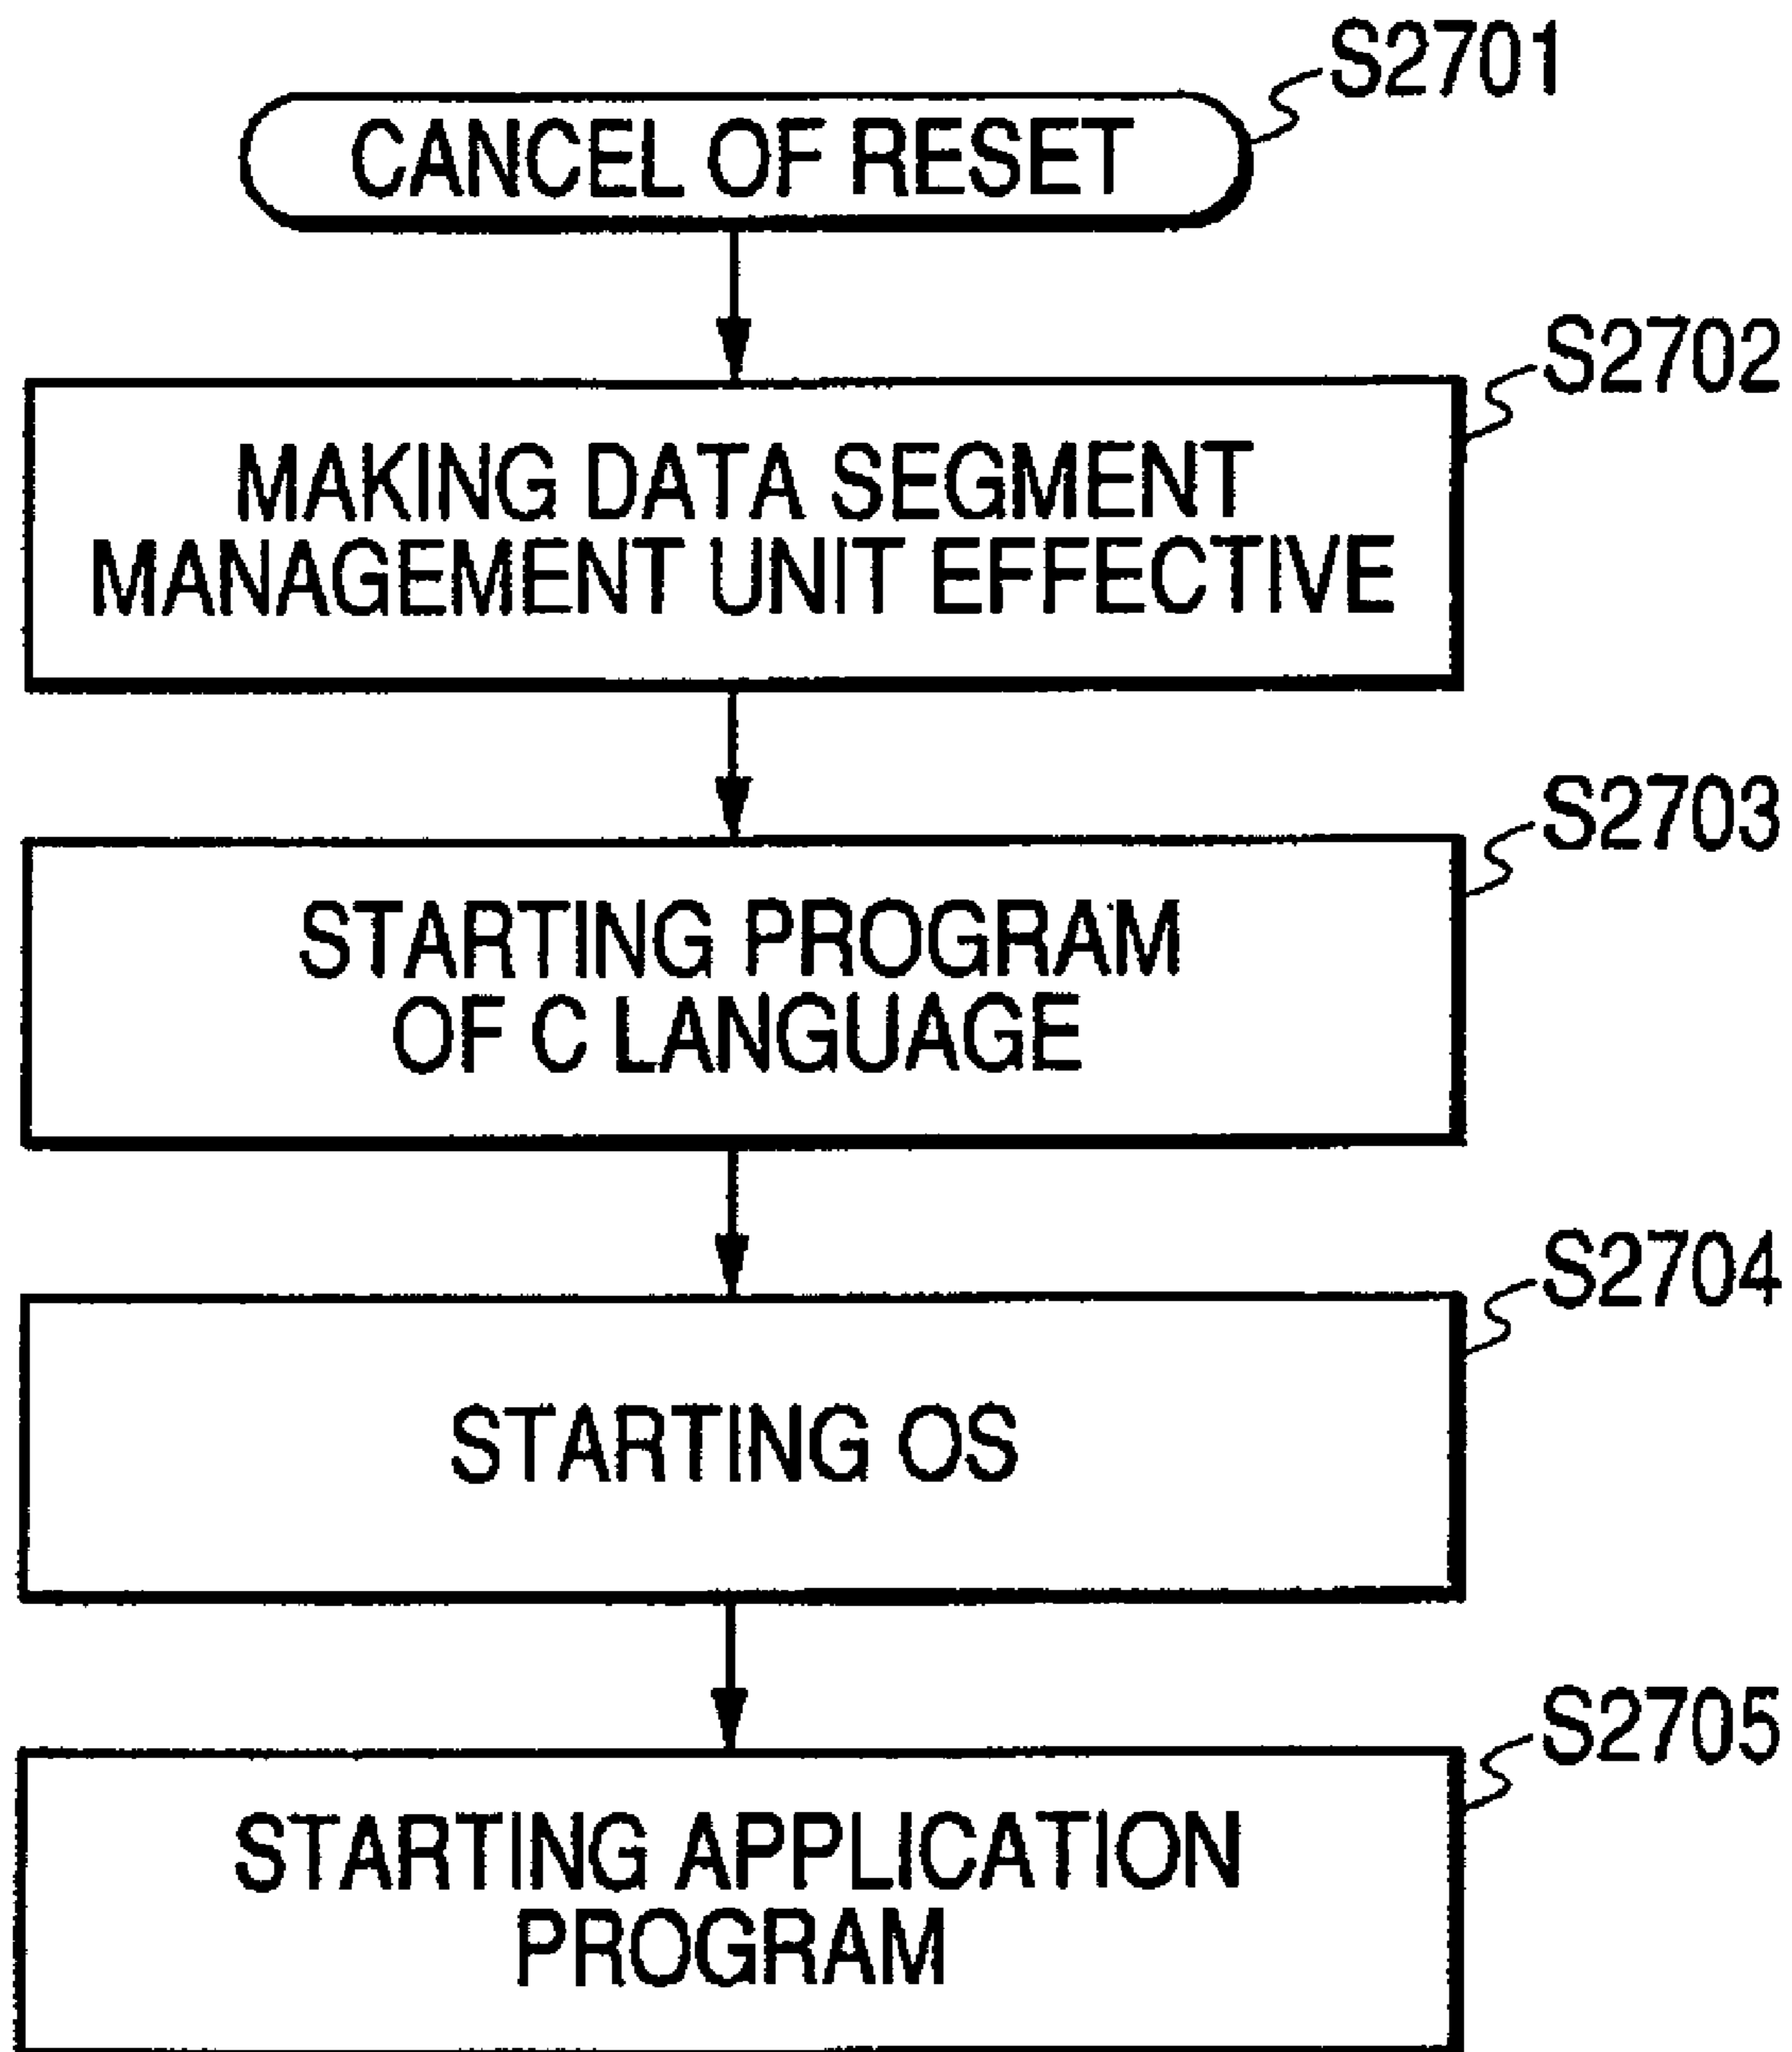 S2701
CANCEL OF RESET
S2702
MAKING DATA SEGMENT
MANAGEMENT UNIT EFFECTIVE
S2703
STARTING PROGRAM
OF C LANGUAGE
S2704
STARTING OS
S2705
STARTING APPLICATION
PROGRAM